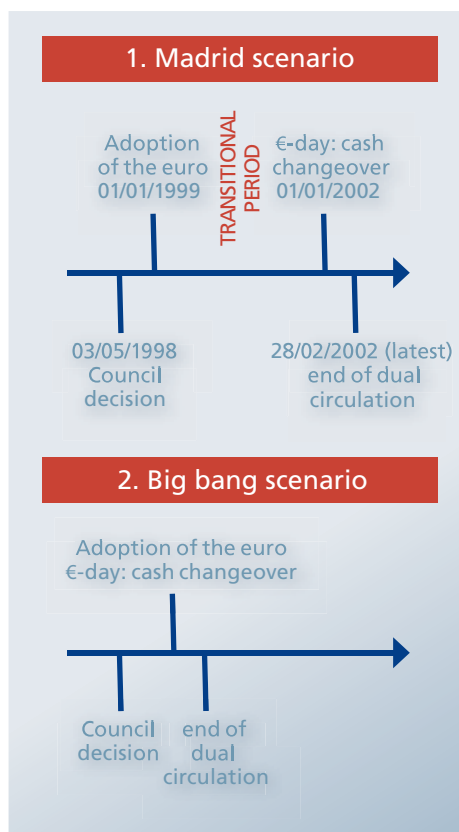 1. Madrid scenario
Adoption
of the euro
01/01/1999
TRANSITIONAL
PERIOD
€-day: cash
changeover
01/01/2002
03/05/1998
Council
decision
28/02/2002 (latest)
end of dual
circulation
2. Big bang scenario
Adoption of the euro
€-day: cash changeover
Council
decision
end of
dual
circulation